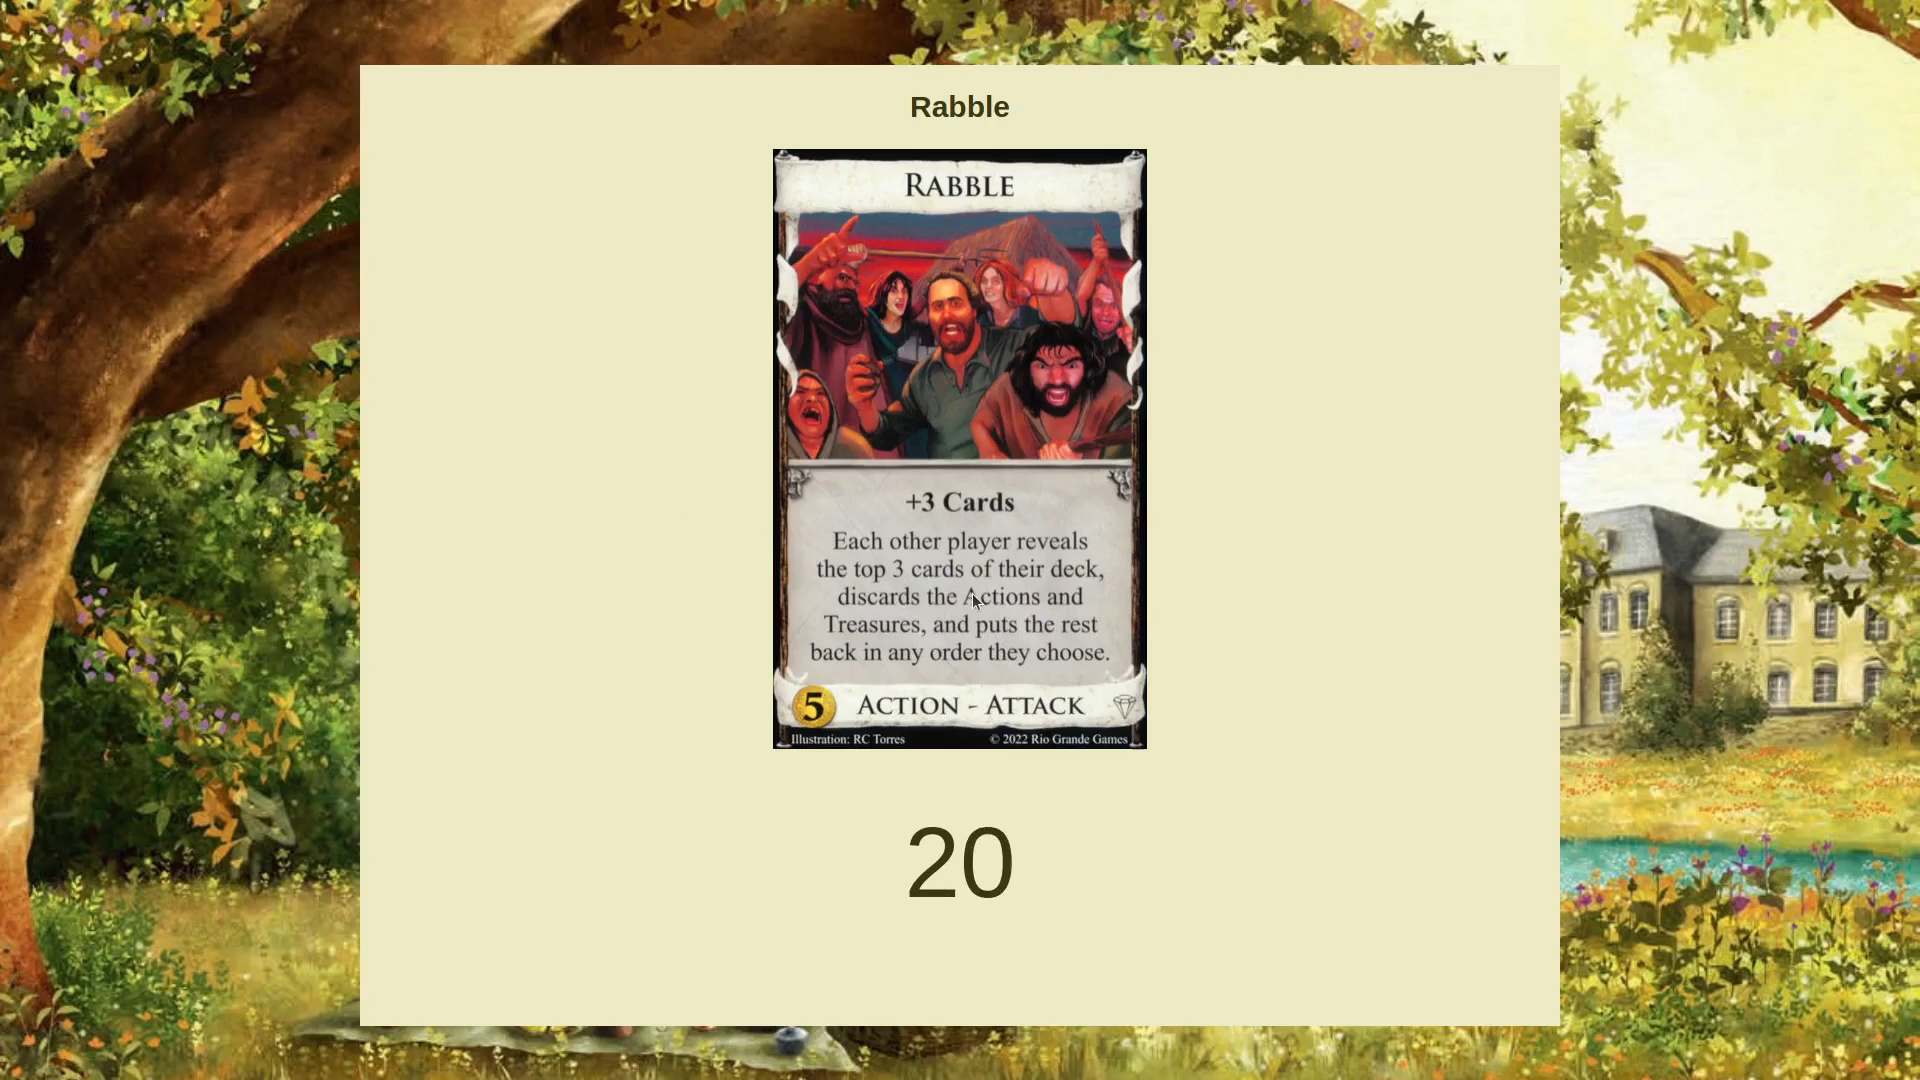 Rabble
Rabble
+3 Cards
Each other player reveals
the top 3 cards of their deck,
discards the Actions and
Treasures, and puts the rest
back in any order they choose.
5 Action - Attack
Illustration: RC Torres © 2022 Rio Grande Games
20